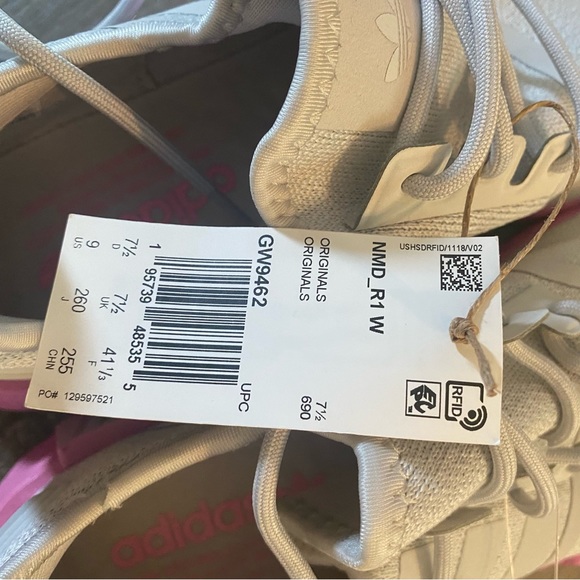 USHSDRFID/1118/V02
NMD_R1 W
ORIGINALS
ORIGINALS
7½
690
GW9462
UPC
1 95739 48535 5
7½ 7½ 41⅓
D UK F
9 260 255
US J CHN
PO# 129597521
EPC
RFID
adidas
adidas